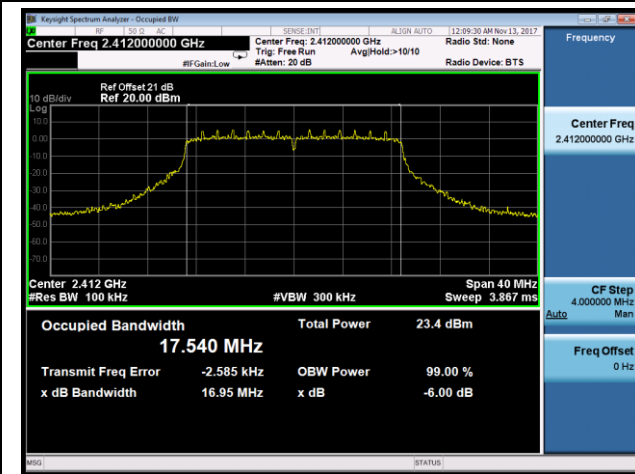 Keysight Spectrum Analyzer - Occupied BW
RF 50 Ω AC SENSE:INT ALIGN AUTO 12:09:30 AM Nov 13, 2017
Center Freq 2.412000000 GHz
Center Freq: 2.412000000 GHz
Radio Std: None
Trig: Free Run
Avg|Hold:>10/10
#IFGain:Low
#Atten: 20 dB
Radio Device: BTS
Ref Offset 21 dB
10 dB/div Ref 20.00 dBm
Log
10.0
0.00
-10.0
-20.0
-30.0
-40.0
-50.0
-60.0
-70.0
Center 2.412 GHz
Span 40 MHz
#Res BW 100 kHz
#VBW 300 kHz
Sweep 3.867 ms
Occupied Bandwidth
Total Power 23.4 dBm
17.540 MHz
Transmit Freq Error -2.585 kHz
OBW Power 99.00 %
x dB Bandwidth 16.95 MHz
x dB -6.00 dB
MSG
STATUS
Frequency
Center Freq
2.412000000 GHz
CF Step
4.000000 MHz
Auto Man
Freq Offset
0 Hz